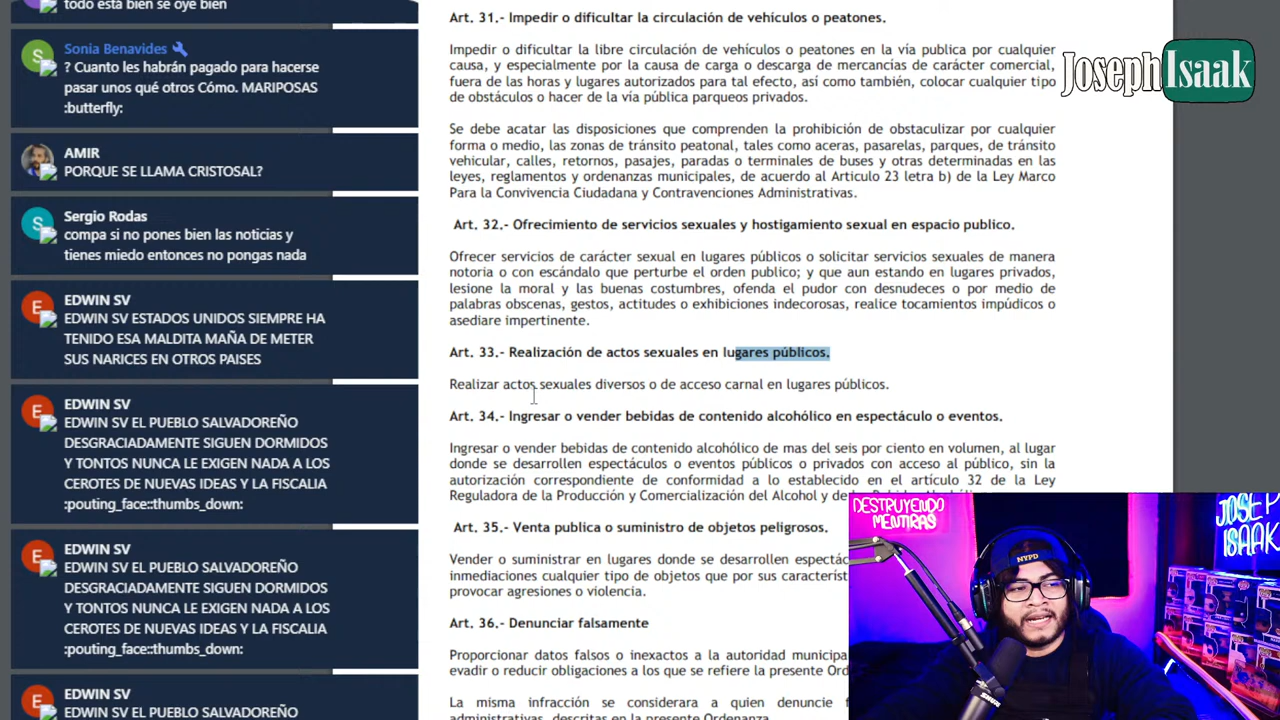 todo está bien se oye bien
Sonia Benavides
? Cuanto les habrán pagado para hacerse
pasar unos qué otros Cómo. MARIPOSAS
:butterfly:
AMIR
PORQUE SE LLAMA CRISTOSAL?
Sergio Rodas
compa si no pones bien las noticias y
tienes miedo entonces no pongas nada
EDWIN SV
EDWIN SV ESTADOS UNIDOS SIEMPRE HA
TENIDO ESA MALDITA MAÑA DE METER
SUS NARICES EN OTROS PAISES
EDWIN SV
EDWIN SV EL PUEBLO SALVADOREÑO
DESGRACIADAMENTE SIGUEN DORMIDOS
Y TONTOS NUNCA LE EXIGEN NADA A LOS
CEROTES DE NUEVAS IDEAS Y LA FISCALIA
:pouting_face::thumbs_down:
EDWIN SV
EDWIN SV EL PUEBLO SALVADOREÑO
DESGRACIADAMENTE SIGUEN DORMIDOS
Y TONTOS NUNCA LE EXIGEN NADA A LOS
CEROTES DE NUEVAS IDEAS Y LA FISCALIA
:pouting_face::thumbs_down:
EDWIN SV
EDWIN SV EL PUEBLO SALVADOREÑO
Art. 31.- Impedir o dificultar la circulación de vehículos o peatones.
Impedir o dificultar la libre circulación de vehículos o peatones en la vía publica por cualquier
causa, y especialmente por la causa de carga o descarga de mercancías de carácter comercial,
fuera de las horas y lugares autorizados para tal efecto, así como también, colocar cualquier tipo
de obstáculos o hacer de la vía pública parqueos privados.
Se debe acatar las disposiciones que comprenden la prohibición de obstaculizar por cualquier
forma o medio, las zonas de tránsito peatonal, tales como aceras, pasarelas, parques, de tránsito
vehicular, calles, retornos, pasajes, paradas o terminales de buses y otras determinadas en las
leyes, reglamentos y ordenanzas municipales, de acuerdo al Articulo 23 letra b) de la Ley Marco
Para la Convivencia Ciudadana y Contravenciones Administrativas.
Art. 32.- Ofrecimiento de servicios sexuales y hostigamiento sexual en espacio publico.
Ofrecer servicios de carácter sexual en lugares públicos o solicitar servicios sexuales de manera
notoria o con escándalo que perturbe el orden publico; y que aun estando en lugares privados,
lesione la moral y las buenas costumbres, ofenda el pudor con desnudeces o por medio de
palabras obscenas, gestos, actitudes o exhibiciones indecorosas, realice tocamientos impúdicos o
asediare impertinente.
Art. 33.- Realización de actos sexuales en lugares públicos.
Realizar actos sexuales diversos o de acceso carnal en lugares públicos.
Art. 34.- Ingresar o vender bebidas de contenido alcohólico en espectáculo o eventos.
Ingresar o vender bebidas de contenido alcohólico de mas del seis por ciento en volumen, al lugar
donde se desarrollen espectáculos o eventos públicos o privados con acceso al público, sin la
autorización correspondiente de conformidad a lo establecido en el artículo 32 de la Ley
Reguladora de la Producción y Comercialización del Alcohol y de
Art. 35.- Venta publica o suministro de objetos peligrosos.
Vender o suministrar en lugares donde se desarrollen espectác
inmediaciones cualquier tipo de objetos que por sus característi
provocar agresiones o violencia.
Art. 36.- Denunciar falsamente
Proporcionar datos falsos o inexactos a la autoridad municipa
evadir o reducir obligaciones a los que se refiere la presente Ord
La misma infracción se considerara a quien denuncie f
administrativas, descritas en la presente Ordenanza
JosephIsaak
DESTRUYENDO
MENTIRAS
NYPD
JOSEP
ISAAK